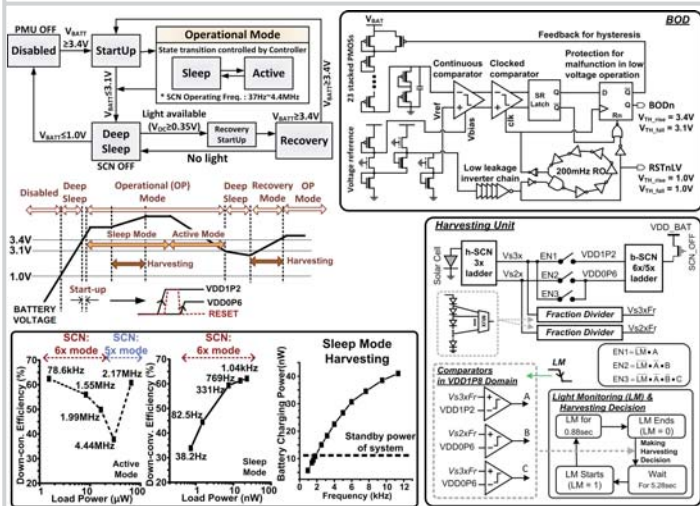 PMU OFF
Disabled
V_BATT ≥3.4V
StartUp
Operational Mode
State transition controlled by Controller
Sleep
Active
* SCN Operating Freq. : 37Hz~4.4MHz
V_BATT≥3.4V
V_BATT≤3.1V
V_BATT≤1.0V
Deep Sleep
SCN OFF
Light available
(V_OC≥0.35V)
Recovery StartUp
V_BATT≥3.4V
Recovery
No light
Disabled
Deep Sleep
Operational (OP) Mode
Deep Sleep
Recovery Mode
OP Mode
Sleep Mode
Active Mode
3.4V
3.1V
Harvesting
Harvesting
1.0V
Start-up
VDD1P2
VDD0P6
RESET
BATTERY VOLTAGE
SCN: 6x mode
SCN: 5x mode
SCN: 6x mode
Down-con. Efficiency (%)
78.6kHz
1.55MHz
2.17MHz
1.99MHz
4.44MHz
Active Mode
Load Power (µW)
Down-conv. Efficiency (%)
1.04kHz
769Hz
331Hz
82.5Hz
38.2Hz
Sleep Mode
Load Power (nW)
Sleep Mode Harvesting
Battery Charging Power(nW)
Standby power of system
Frequency (kHz)
BOD
V_BAT
Feedback for hysteresis
23 stacked PMOSs
Continuous comparator
Clocked comparator
Protection for malfunction in low voltage operation
SR Latch
Q
D
Q
Rn
Vref
Vbias
clk
BODn
V_TH_rise = 3.4V
V_TH_fall = 3.1V
Voltage reference
Low leakage inverter chain
200mHz RO
RSTnLV
V_TH_rise = 1.0V
V_TH_fall = 1.0V
Harvesting Unit
VDD_BAT
SCN_OFF
Solar Cell
h-SCN 3x ladder
Vs3x
Vs2x
EN1
EN2
EN3
VDD1P2
VDD0P6
b-SCN 6x/5x ladder
Fraction Divider
Vs3xFr
Fraction Divider
Vs2xFr
Comparators in VDD1P8 Domain
LM
Vs3xFr
VDD1P2
A
Vs2xFr
VDD0P6
B
Vs3xFr
VDD0P6
C
Light Monitoring (LM) & Harvesting Decision
LM for 0.88sec
LM Ends (LM = 0)
Making Harvesting Decision
LM Starts (LM = 1)
Wait For 5.28sec